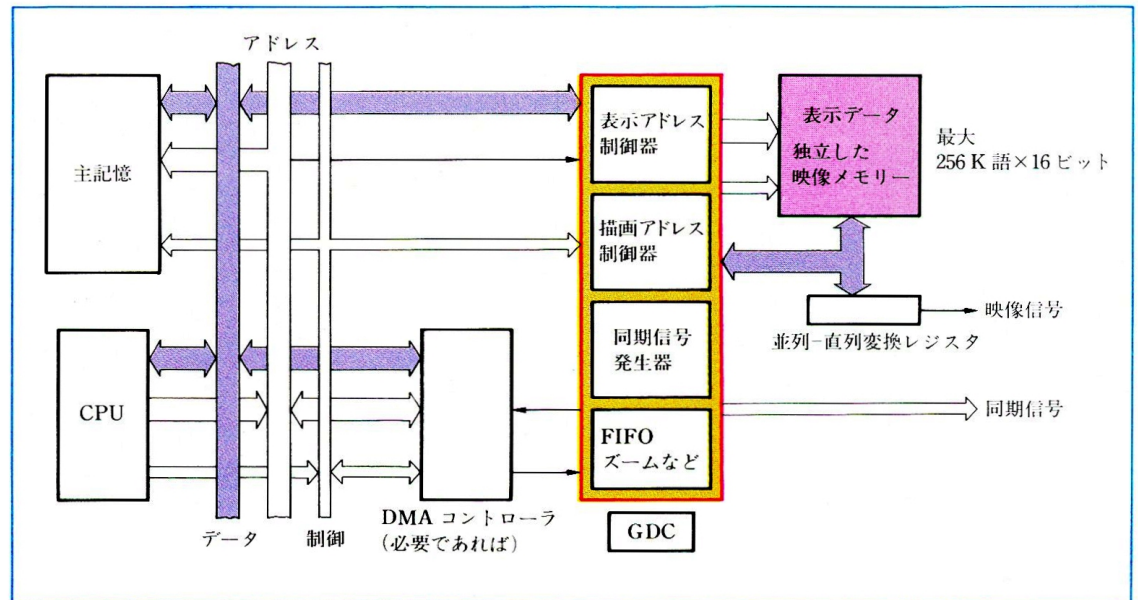 アドレス
主記憶
CPU
データ
制御
DMA コントローラ
(必要であれば)
表示アドレス
制御器
描画アドレス
制御器
同期信号
発生器
FIFO
ズームなど
GDC
表示データ
独立した
映像メモリー
最大
256 K 語×16 ビット
映像信号
並列-直列変換レジスタ
同期信号